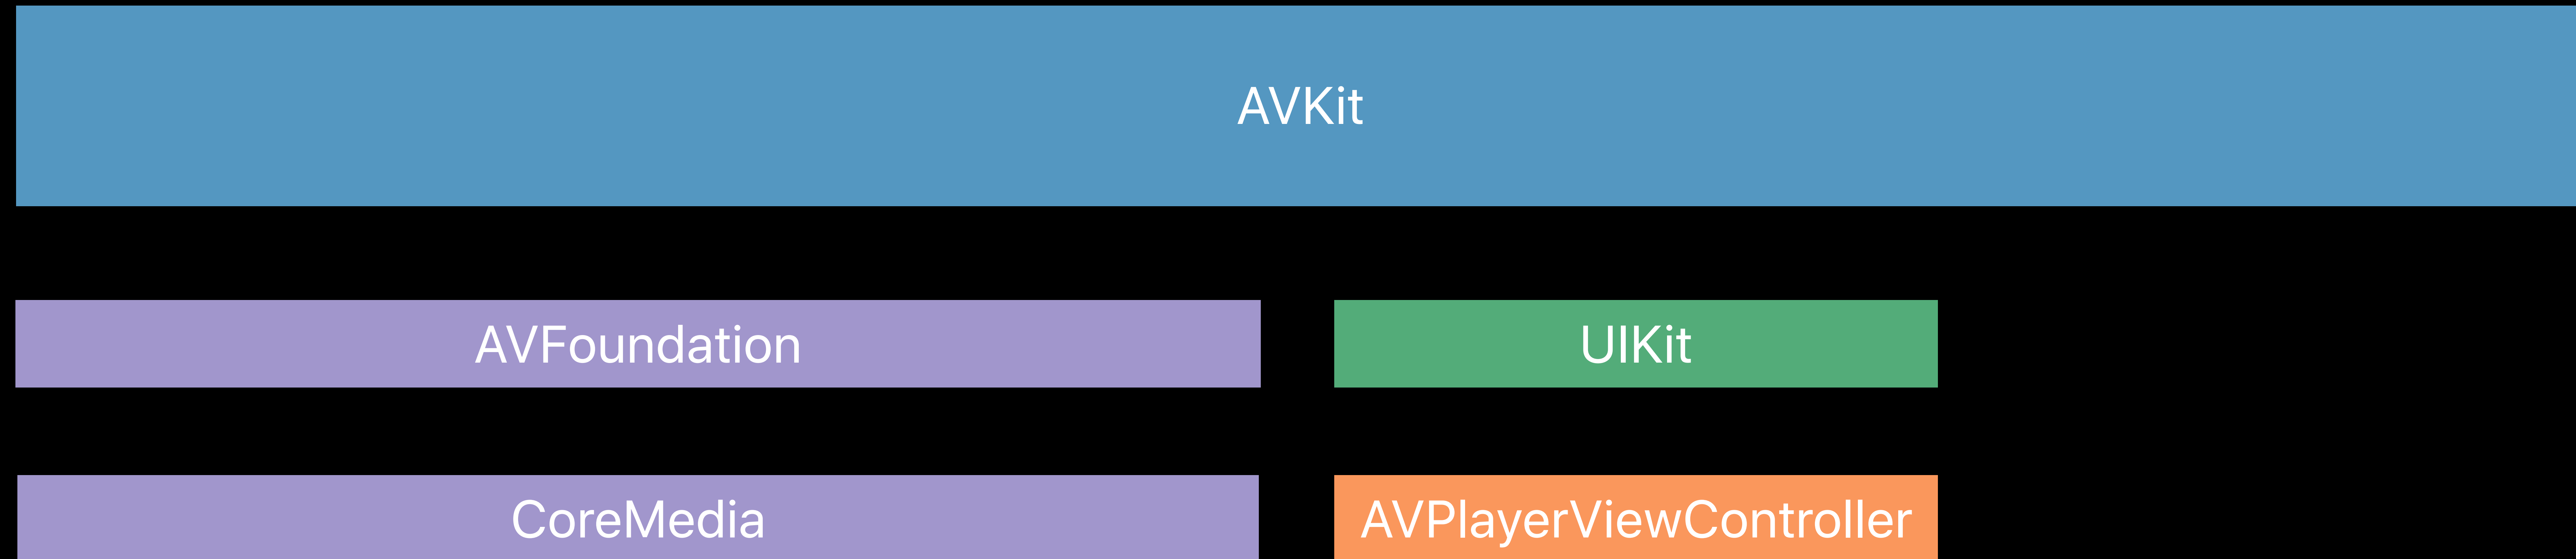 AVKit
AVFoundation
UIKit
CoreMedia
AVPlayerViewController